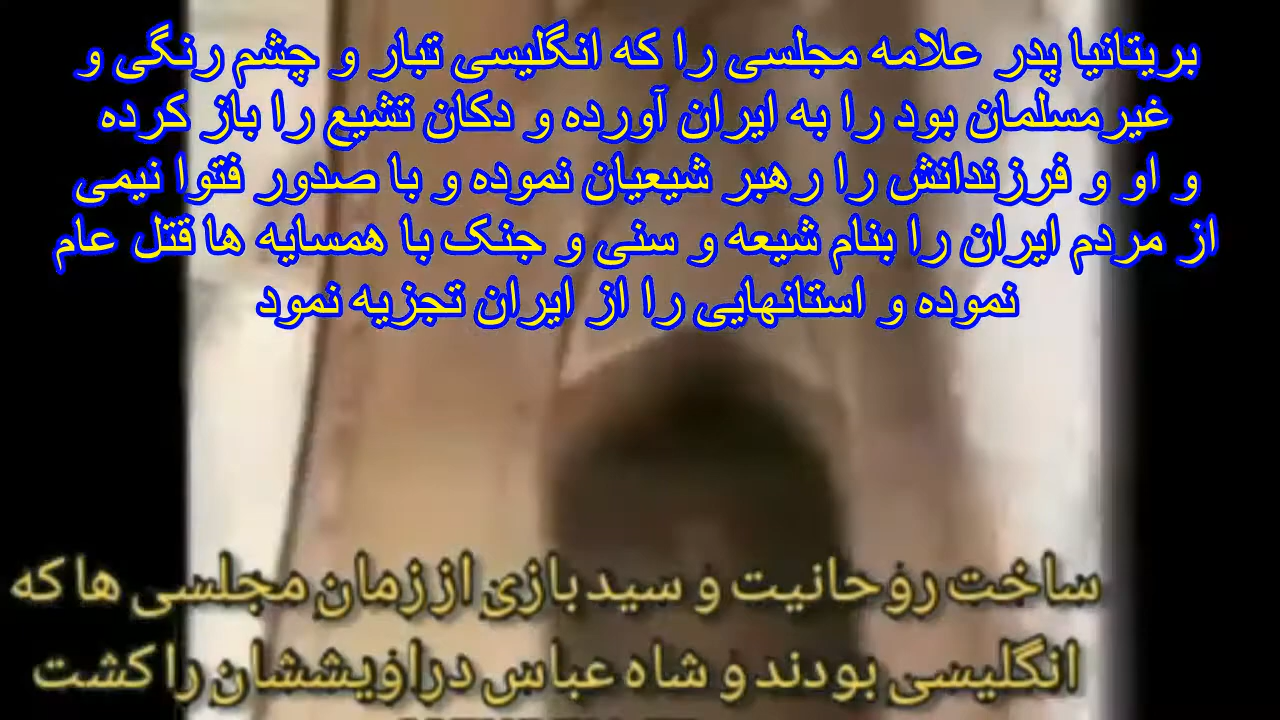 بریتانیا پدر علامه مجلسی را که انگلیسی تبار و چشم رنگی و
غیرمسلمان بود را به ایران آورده و دکان تشیع را باز کرده
و او و فرزندانش را رهبر شیعیان نموده و با صدور فتوا نیمی
از مردم ایران را بنام شیعه و سنی و جنک با همسایه ها قتل عام
نموده و استانهایی را از ایران تجزیه نمود
ساخت روحانیت و سید بازی از زمان مجلسی ها که
انگلیسی بودند و شاه عباس دراویششان را کشت